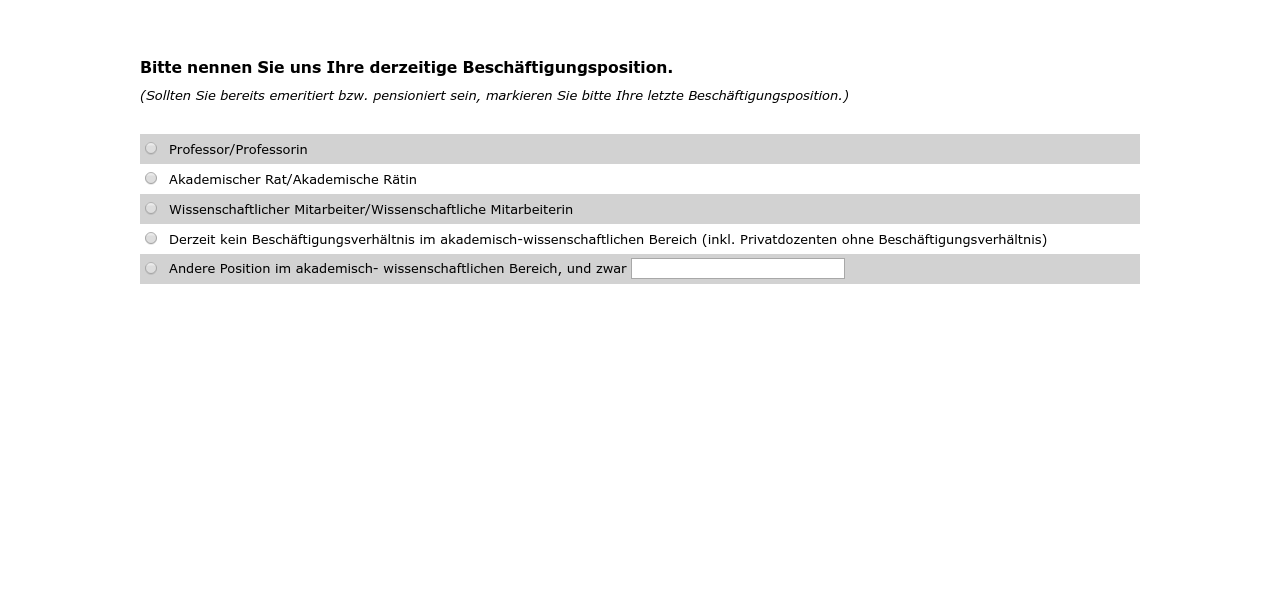 Bitte nennen Sie uns Ihre derzeitige Beschäftigungsposition.
(Sollten Sie bereits emeritiert bzw. pensioniert sein, markieren Sie bitte Ihre letzte Beschäftigungsposition.)
Professor/Professorin
Akademischer Rat/Akademische Rätin
Wissenschaftlicher Mitarbeiter/Wissenschaftliche Mitarbeiterin
Derzeit kein Beschäftigungsverhältnis im akademisch-wissenschaftlichen Bereich (inkl. Privatdozenten ohne Beschäftigungsverhältnis)
Andere Position im akademisch- wissenschaftlichen Bereich, und zwar